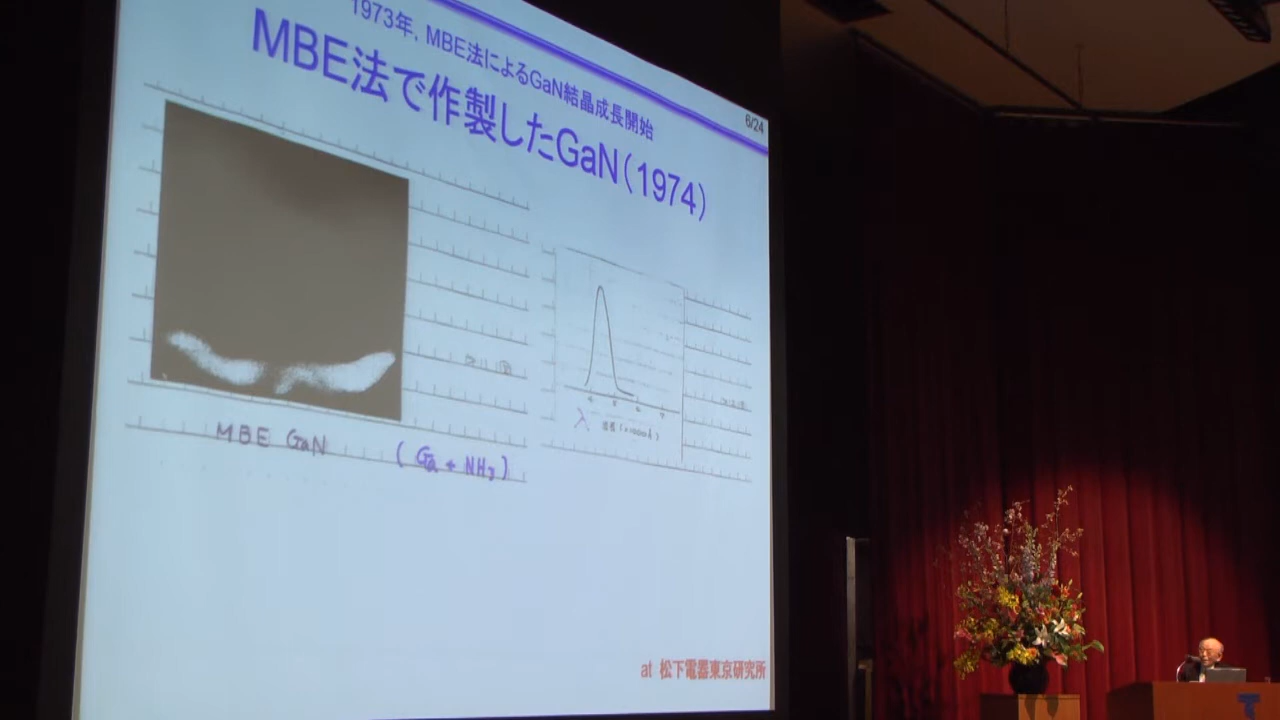 1973年，MBE法によるGaN結晶成長開始
6/24
MBE法で作製したGaN（1974）
MBE GaN (Ga + NH3)
λ
at 松下電器東京研究所